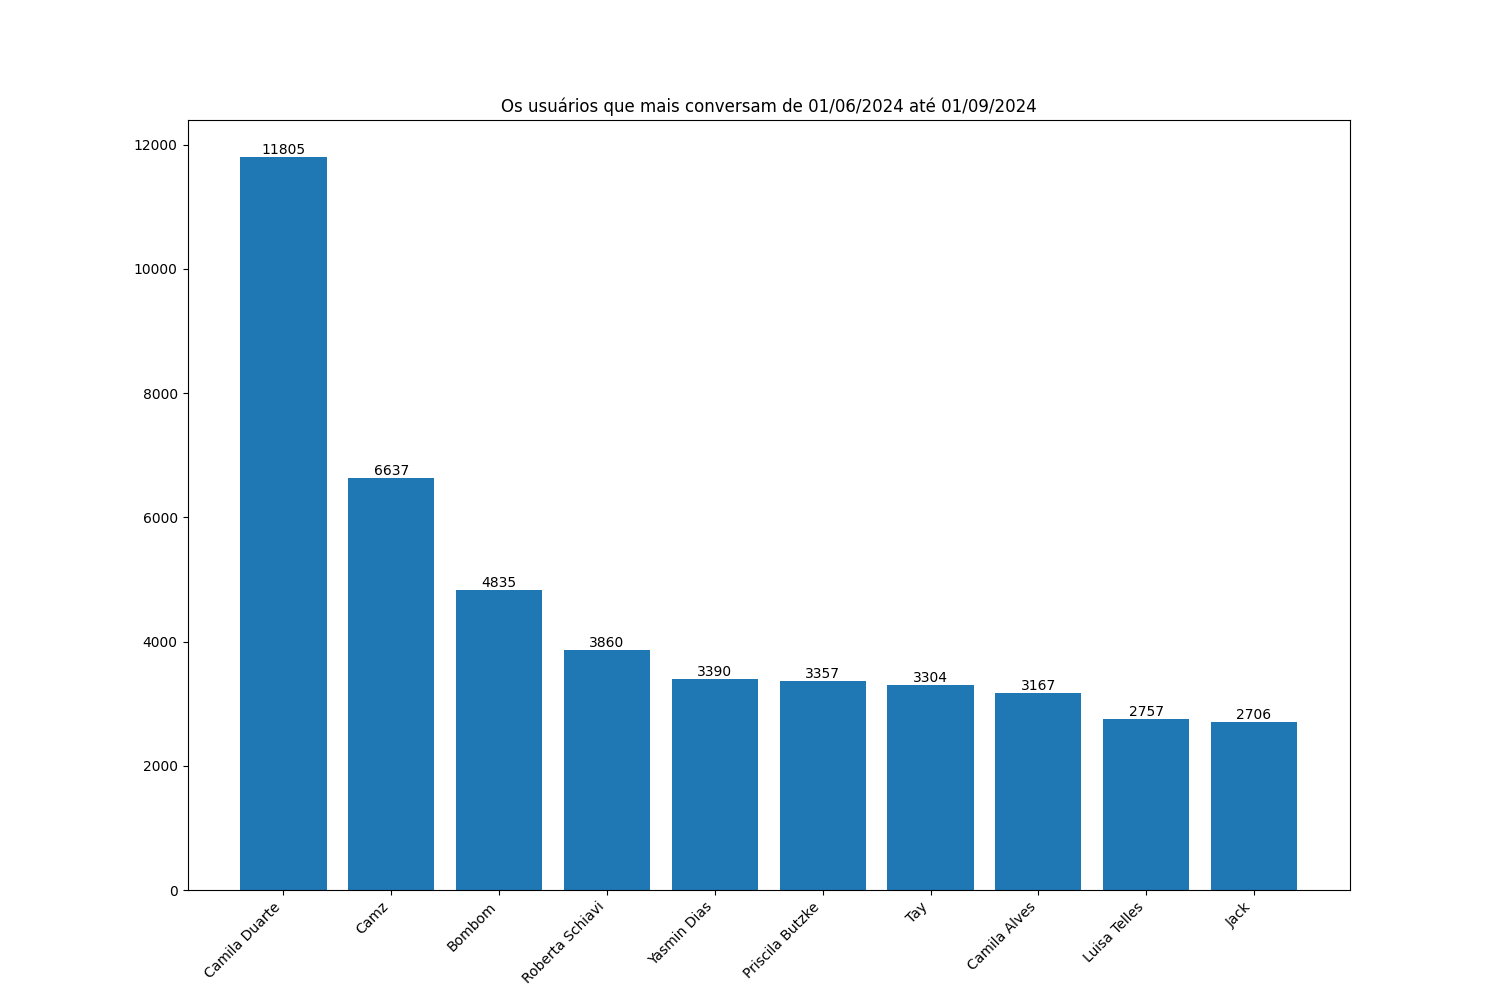 Os usuários que mais conversam de 01/06/2024 até 01/09/2024
12000
10000
8000
6000
4000
2000
0
11805
6637
4835
3860
3390
3357
3304
3167
2757
2706
Camila Duarte
Camz
Bombom
Roberta Schiavi
Yasmin Dias
Priscila Butzke
Tay
Camila Alves
Luisa Telles
Jack